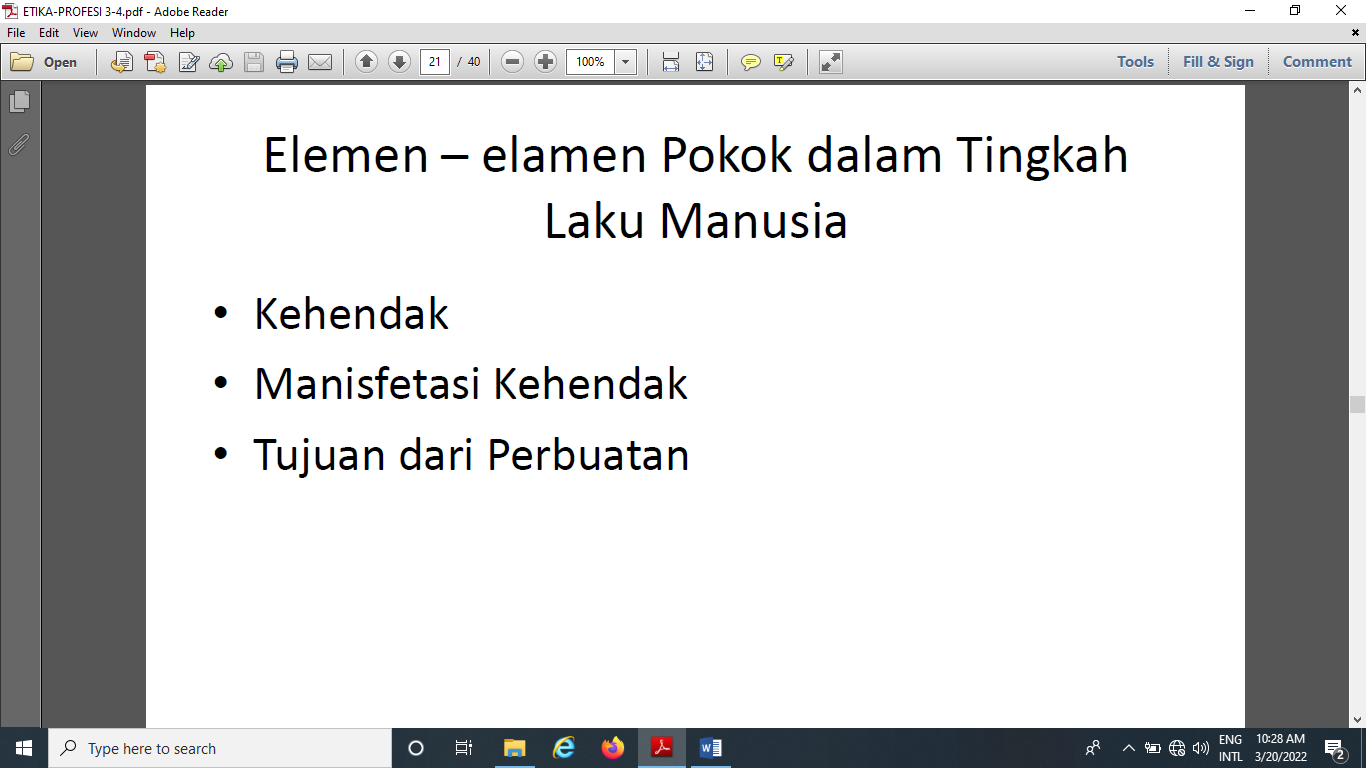 ETIKA-PROFESI 3-4.pdf - Adobe Reader
File Edit View Window Help
Open 21 / 40 100% Tools Fill & Sign Comment
Elemen – elamen Pokok dalam Tingkah
Laku Manusia
• Kehendak
• Manisfetasi Kehendak
• Tujuan dari Perbuatan
Type here to search
ENG 10:28 AM
INTL 3/20/2022 2